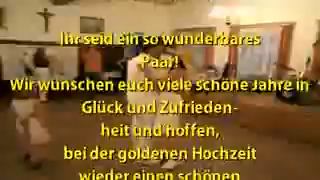 Ihr seid ein so wunderbares
Paar!
Wir wünschen euch viele schöne Jahre in
Glück und Zufrieden-
heit und hoffen,
bei der goldenen Hochzeit
wieder einen schönen